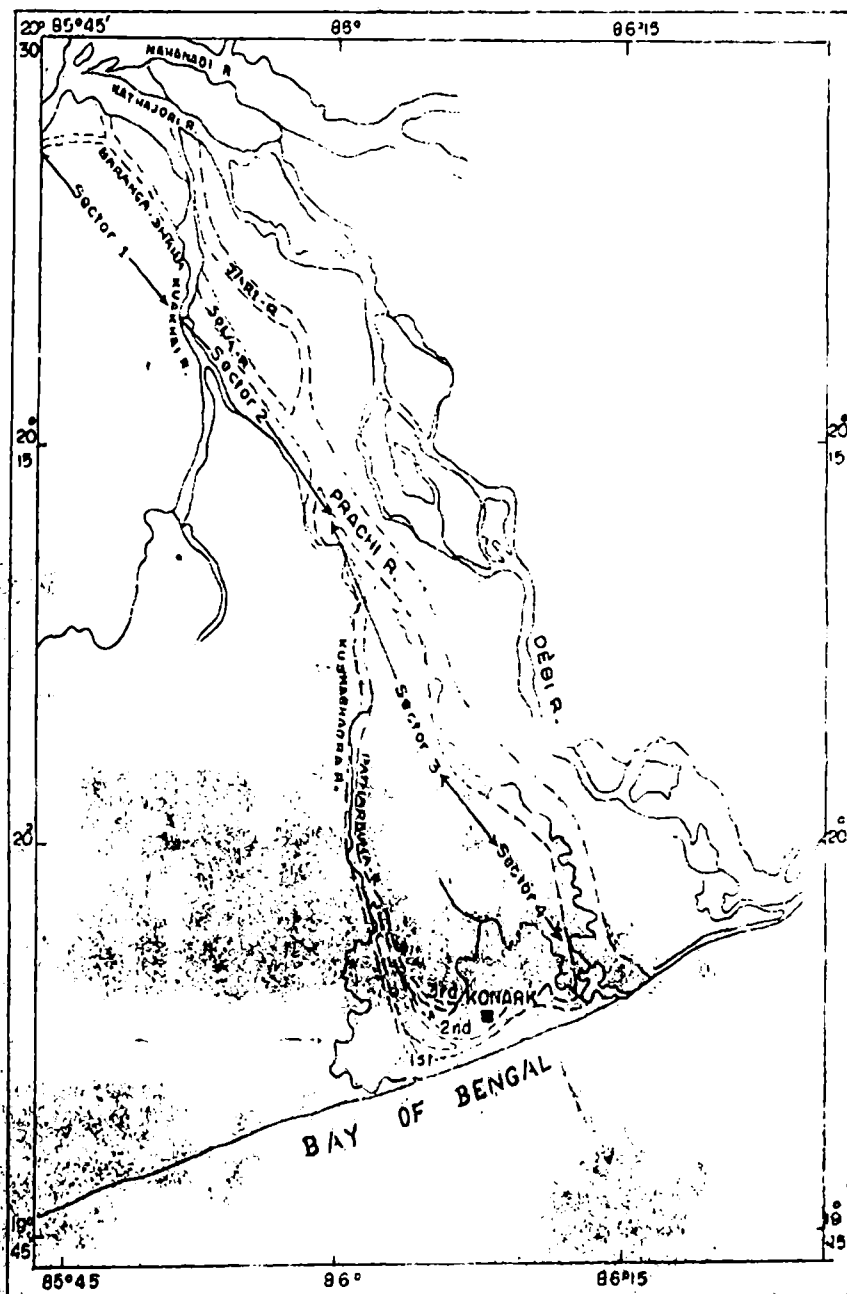 85°45'
86°
86°15
20°
30
MAHANADI R
KATHAJORI R.
Sector 1
KUAKHAI R.
SOLA.R.
Sector 2
20°
15
20°
15
PRACHI R.
KUSHABHADRA R.
DEBI R.
Sector 3
20°
20°
Sector 4
3rd
KONARK
2nd
1st
BAY OF BENGAL
19°
45
19°
45
85°45
86°
86°15